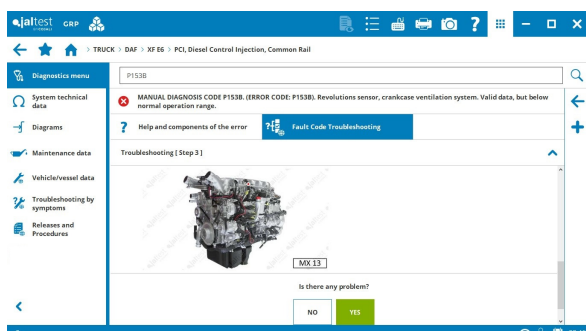 jaltest GRP
TRUCK > DAF > XF E6 > PCI, Diesel Control Injection, Common Rail
Diagnostics menu
System technical data
Diagrams
Maintenance data
Vehicle/vessel data
Troubleshooting by symptoms
Releases and Procedures
P153B
MANUAL DIAGNOSIS CODE P153B. (ERROR CODE: P153B). Revolutions sensor, crankcase ventilation system. Valid data, but below
normal operation range.
? Help and components of the error
Fault Code Troubleshooting
Troubleshooting [ Step 3 ]
MX 13
Is there any problem?
NO YES